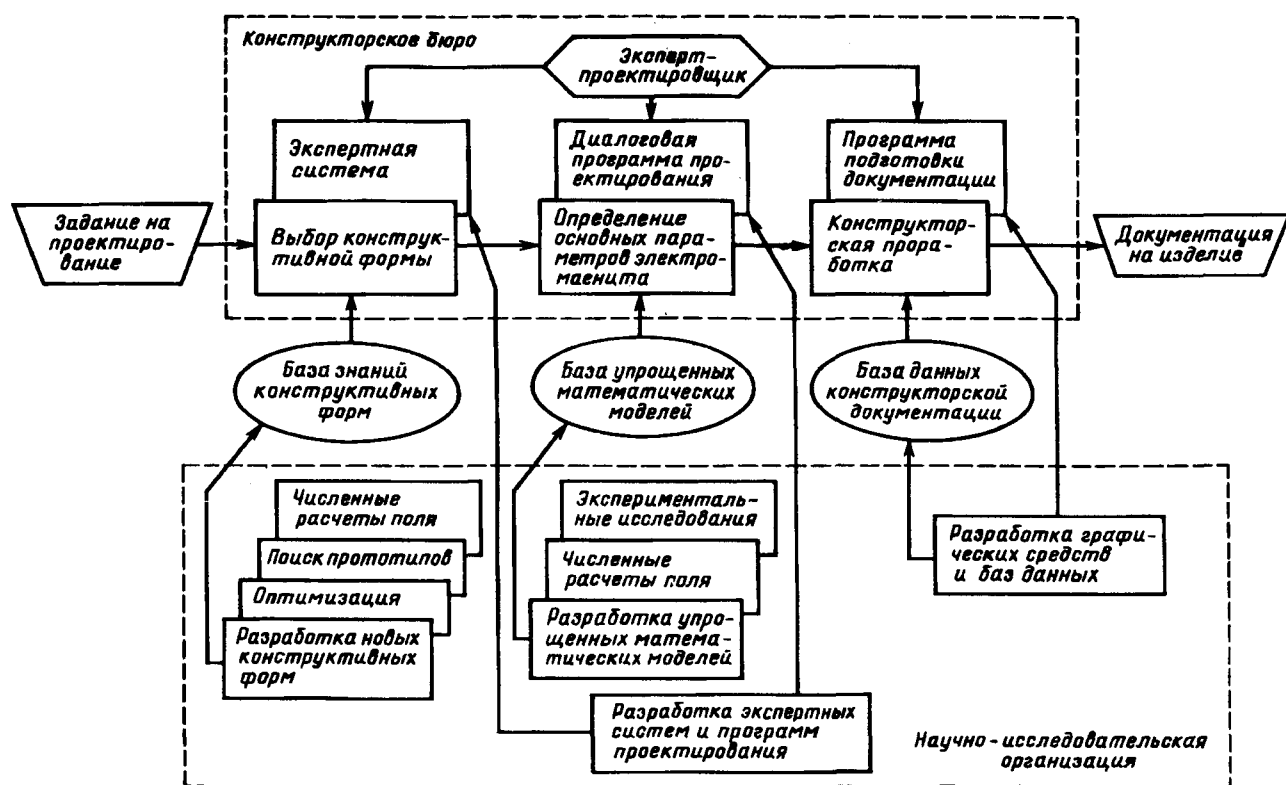 Конструкторское бюро
Эксперт-
проектировщик
Экспертная
система
Диалоговая
программа про-
ектирования
Программа
подготовки
документации
Задание на
проектиро-
вание
Выбор конструк-
тивной формы
Определение
основных пара-
метров электро-
магнита
Конструктор-
ская прора-
ботка
Документация
на изделие
База знаний
конструктивных
форм
База упрощенных
математических
моделей
База данных
конструкторской
документации
Численные
расчеты поля
Поиск прототипов
Оптимизация
Разработка новых
конструктивных
форм
Эксперименталь-
ные исследования
Численные
расчеты поля
Разработка упро-
щенных матема-
тических моделей
Разработка графи-
ческих средств
и баз данных
Разработка экспертных
систем и программ
проектирования
Научно-исследовательская
организация